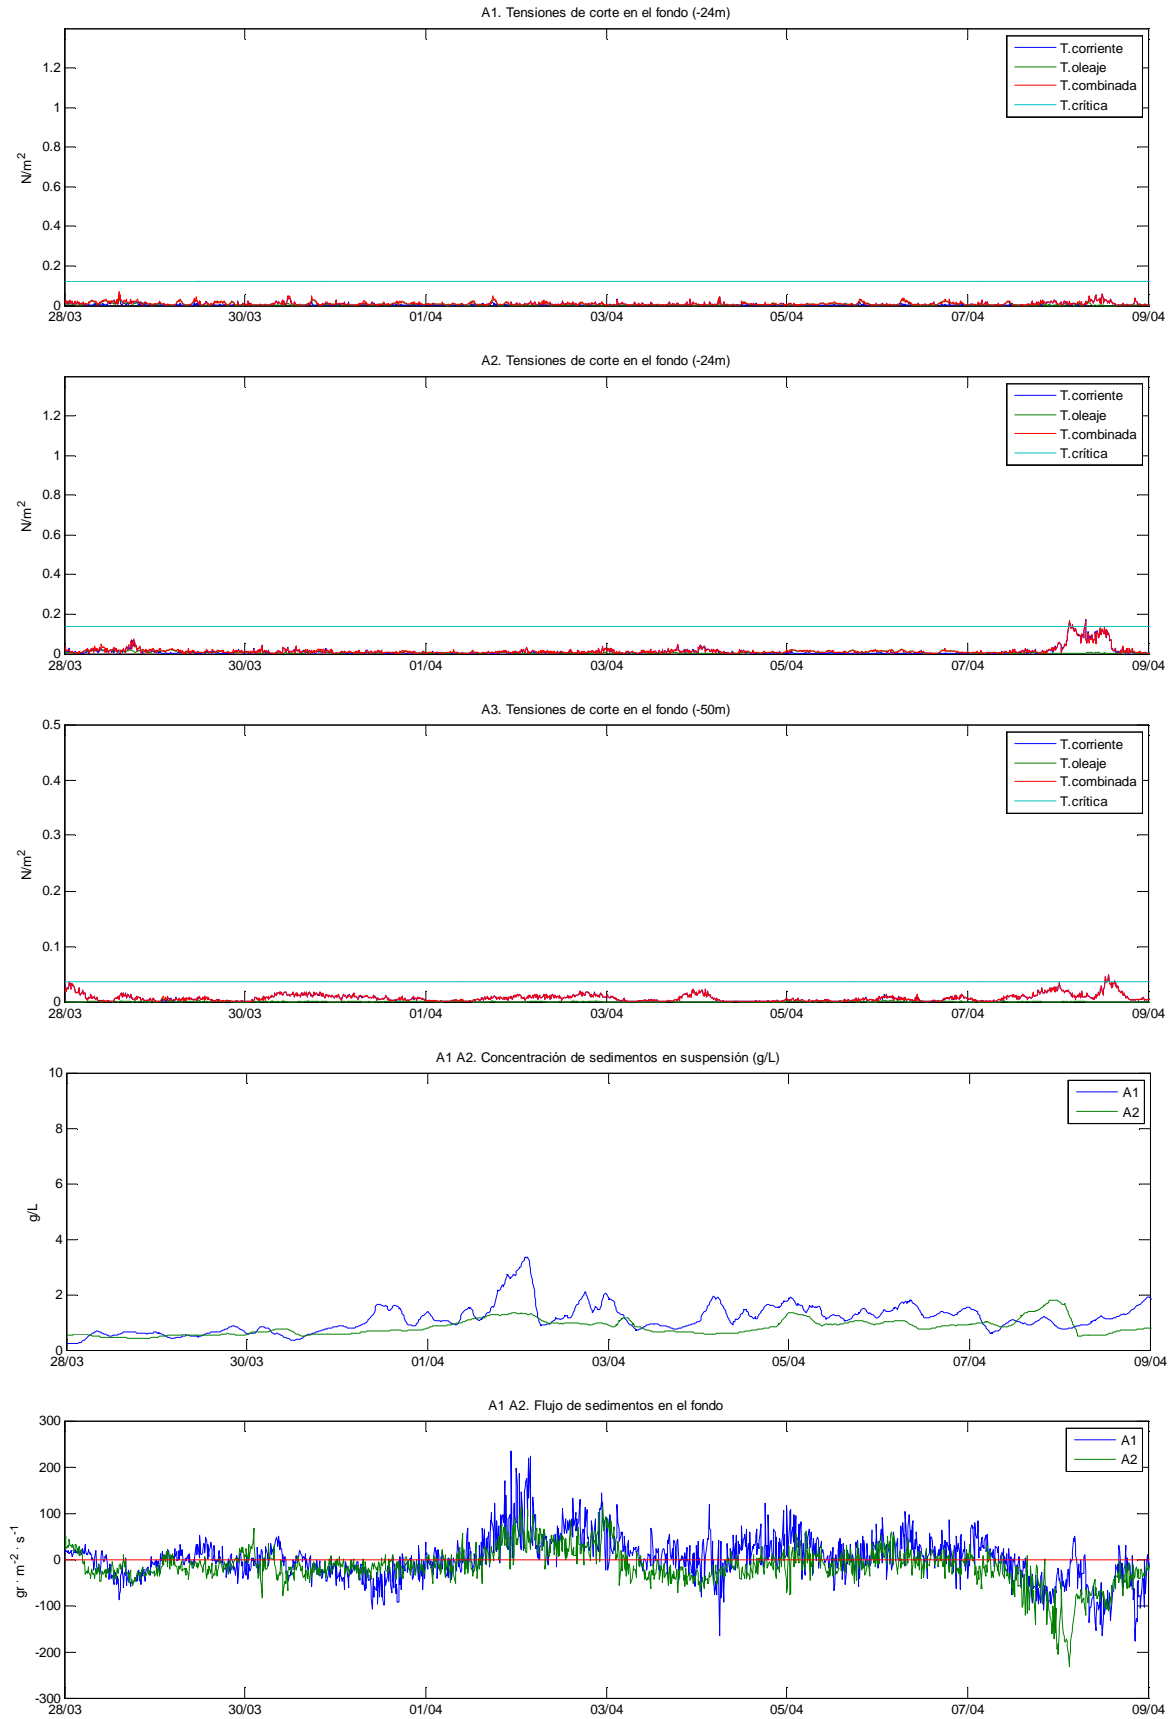 A1. Tensiones de corte en el fondo (-24m)
T.corriente
T.oleaje
T.combinada
T.crítica
N/m²
1.2
1
0.8
0.6
0.4
0.2
0
28/03 30/03 01/04 03/04 05/04 07/04 09/04
A2. Tensiones de corte en el fondo (-24m)
T.corriente
T.oleaje
T.combinada
T.crítica
N/m²
1.2
1
0.8
0.6
0.4
0.2
0
28/03 30/03 01/04 03/04 05/04 07/04 09/04
A3. Tensiones de corte en el fondo (-50m)
T.corriente
T.oleaje
T.combinada
T.crítica
N/m²
0.5
0.4
0.3
0.2
0.1
0
28/03 30/03 01/04 03/04 05/04 07/04 09/04
A1 A2. Concentración de sedimentos en suspensión (g/L)
A1
A2
g/L
10
8
6
4
2
0
28/03 30/03 01/04 03/04 05/04 07/04 09/04
A1 A2. Flujo de sedimentos en el fondo
A1
A2
gr · m⁻² · s⁻¹
300
200
100
0
-100
-200
-300
28/03 30/03 01/04 03/04 05/04 07/04 09/04